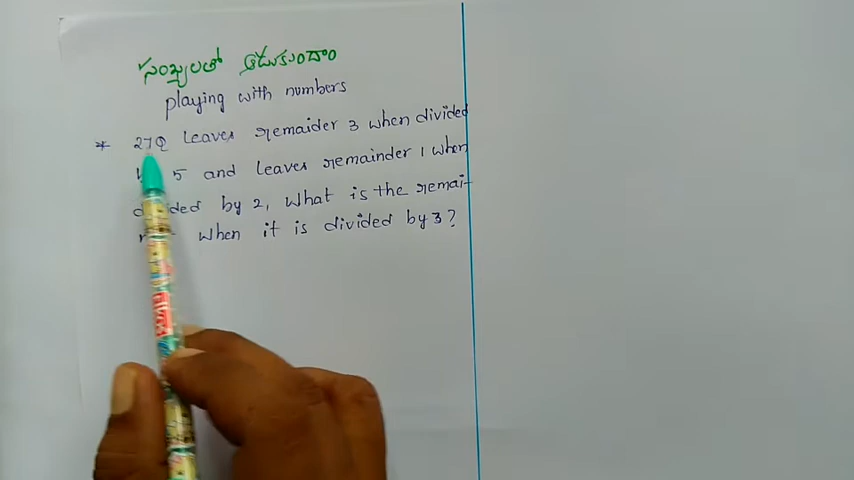 సంఖ్యలతో ఆడుకుందాం
playing with numbers
* 27Q leaves remaider 3 when divided
5 and leaves remainder 1 when
by 2, What is the remai-
when it is divided by 3?